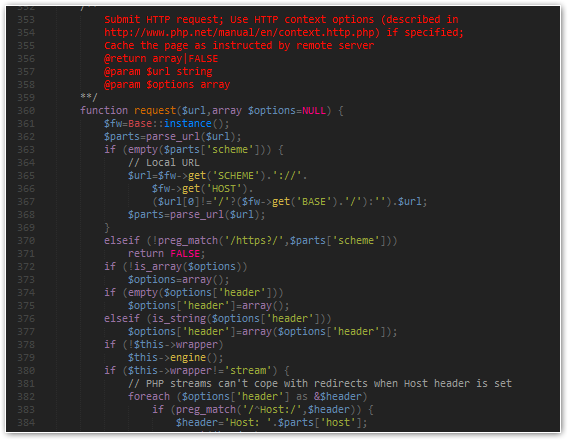 352 /**
353 Submit HTTP request; Use HTTP context options (described in
354 http://www.php.net/manual/en/context.http.php) if specified;
355 Cache the page as instructed by remote server
356 @return array|FALSE
357 @param $url string
358 @param $options array
359 **/
360 function request($url,array $options=NULL) {
361 $fw=Base::instance();
362 $parts=parse_url($url);
363 if (empty($parts['scheme'])) {
364 // Local URL
365 $url=$fw->get('SCHEME').'://'.
366 $fw->get('HOST').
367 ($url[0]!='/'?($fw->get('BASE').'/'):'').$url;
368 $parts=parse_url($url);
369 }
370 elseif (!preg_match('/https?/',$parts['scheme']))
371 return FALSE;
372 if (!is_array($options))
373 $options=array();
374 if (empty($options['header']))
375 $options['header']=array();
376 elseif (is_string($options['header']))
377 $options['header']=array($options['header']);
378 if (!$this->wrapper)
379 $this->engine();
380 if ($this->wrapper!='stream') {
381 // PHP streams can't cope with redirects when Host header is set
382 foreach ($options['header'] as &$header)
383 if (preg_match('/^Host:/',$header)) {
384 $header='Host: '.$parts['host'];